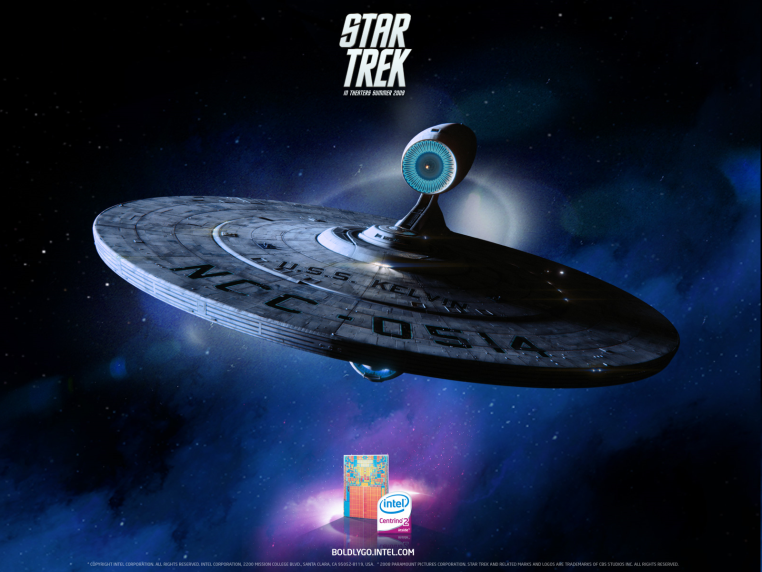 STAR
TREK
IN THEATERS SUMMER 2009
U.S.S. KELVIN
NCC-0514
intel
Centrino 2
inside
BOLDLYGO.INTEL.COM
* COPYRIGHT INTEL CORPORATION. ALL RIGHTS RESERVED. INTEL CORPORATION, 2200 MISSION COLLEGE BLVD., SANTA CLARA, CA 95052-8119, USA. * 2008 PARAMOUNT PICTURES CORPORATION. STAR TREK AND RELATED MARKS AND LOGOS ARE TRADEMARKS OF CBS STUDIOS INC. ALL RIGHTS RESERVED.